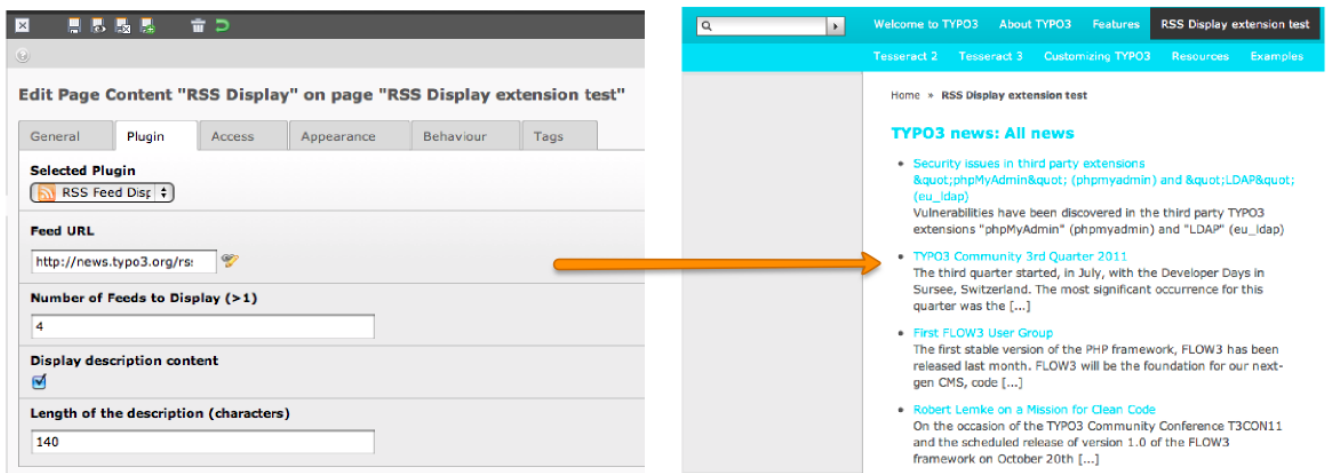 Edit Page Content "RSS Display" on page "RSS Display extension test"
General Plugin Access Appearance Behaviour Tags
Selected Plugin
RSS Feed Disp
Feed URL
http://news.typo3.org/rs
Number of Feeds to Display (>1)
4
Display description content
Length of the description (characters)
140
Welcome to TYPO3 About TYPO3 Features RSS Display extension test
Tesseract 2 Tesseract 3 Customizing TYPO3 Resources Examples
Home » RSS Display extension test
TYPO3 news: All news
• Security issues in third party extensions
&quot;phpMyAdmin&quot; (phpmyadmin) and &quot;LDAP&quot;
(eu_ldap)
Vulnerabilities have been discovered in the third party TYPO3
extensions "phpMyAdmin" (phpmyadmin) and "LDAP" (eu_ldap)
• TYPO3 Community 3rd Quarter 2011
The third quarter started, in July, with the Developer Days in
Sursee, Switzerland. The most significant occurrence for this
quarter was the [...]
• First FLOW3 User Group
The first stable version of the PHP framework, FLOW3 has been
released last month. FLOW3 will be the foundation for our next-
gen CMS, code [...]
• Robert Lemke on a Mission for Clean Code
On the occasion of the TYPO3 Community Conference T3CON11
and the scheduled release of version 1.0 of the FLOW3
framework on October 20th [...]